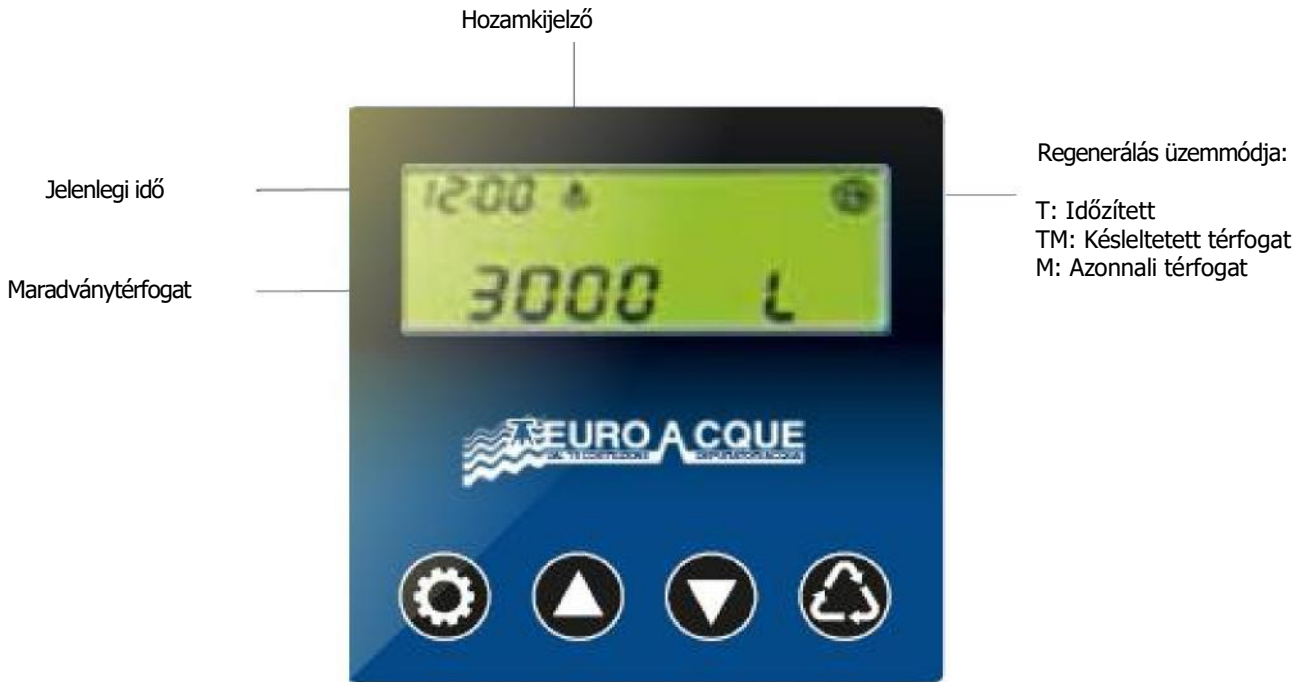 Hozamkijelző
Jelenlegi idő
12:00
Regenerálás üzemmódja:
T: Időzített
TM: Késleltetett térfogat
M: Azonnali térfogat
Maradványtérfogat
3000 L
EURO ACQUE